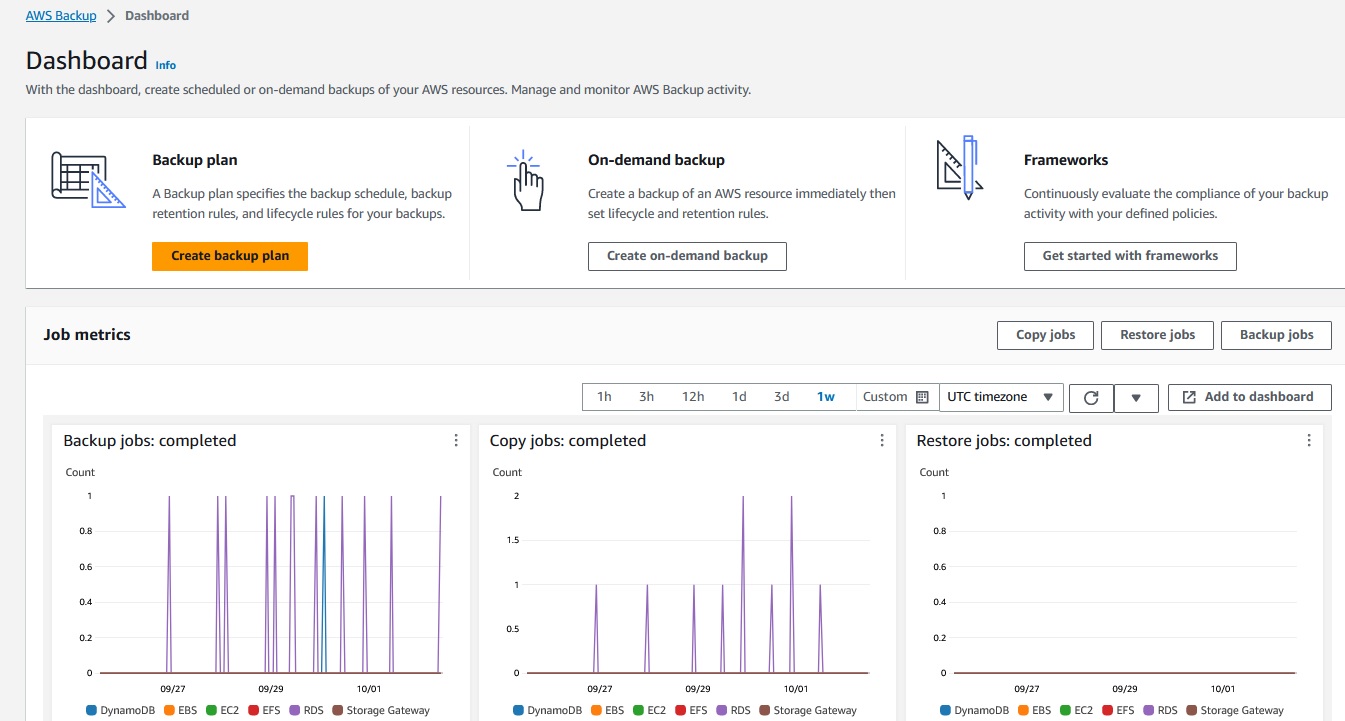 AWS Backup > Dashboard
Dashboard Info
With the dashboard, create scheduled or on-demand backups of your AWS resources. Manage and monitor AWS Backup activity.
Backup plan
A Backup plan specifies the backup schedule, backup
retention rules, and lifecycle rules for your backups.
Create backup plan
On-demand backup
Create a backup of an AWS resource immediately then
set lifecycle and retention rules.
Create on-demand backup
Frameworks
Continuously evaluate the compliance of your backup
activity with your defined policies.
Get started with frameworks
Job metrics
Copy jobs
Restore jobs
Backup jobs
1h 3h 12h 1d 3d 1w Custom UTC timezone Add to dashboard
Backup jobs: completed
Count
1
0.8
0.6
0.4
0.2
0
09/27 09/29 10/01
DynamoDB EBS EC2 EFS RDS Storage Gateway
Copy jobs: completed
Count
2
1.5
1
0.5
0
09/27 09/29 10/01
DynamoDB EBS EC2 EFS RDS Storage Gateway
Restore jobs: completed
Count
1
0.8
0.6
0.4
0.2
0
09/27 09/29 10/01
DynamoDB EBS EC2 EFS RDS Storage Gateway